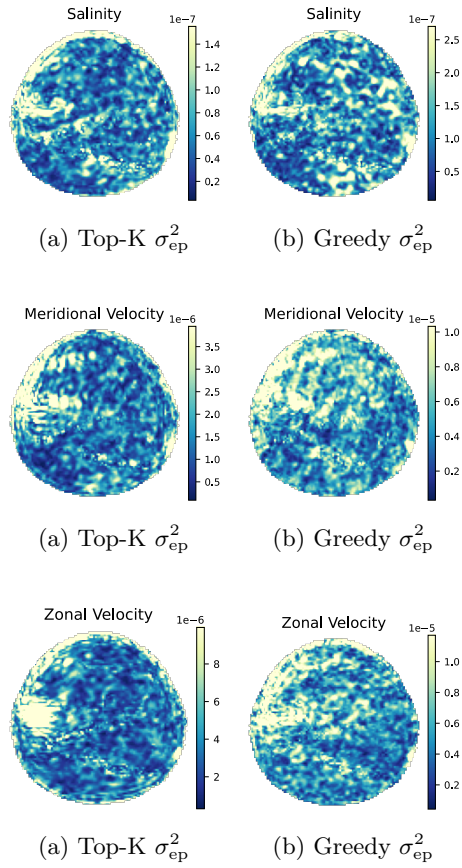 Salinity
1e−7
1.4
1.2
1.0
0.8
0.6
0.4
0.2
Salinity
1e−7
2.5
2.0
1.5
1.0
0.5
(a) Top-K σ²ep
(b) Greedy σ²ep
Meridional Velocity
1e−6
3.5
3.0
2.5
2.0
1.5
1.0
0.5
Meridional Velocity
1e−5
1.0
0.8
0.6
0.4
0.2
(a) Top-K σ²ep
(b) Greedy σ²ep
Zonal Velocity
1e−6
8
6
4
2
Zonal Velocity
1e−5
1.0
0.8
0.6
0.4
0.2
(a) Top-K σ²ep
(b) Greedy σ²ep